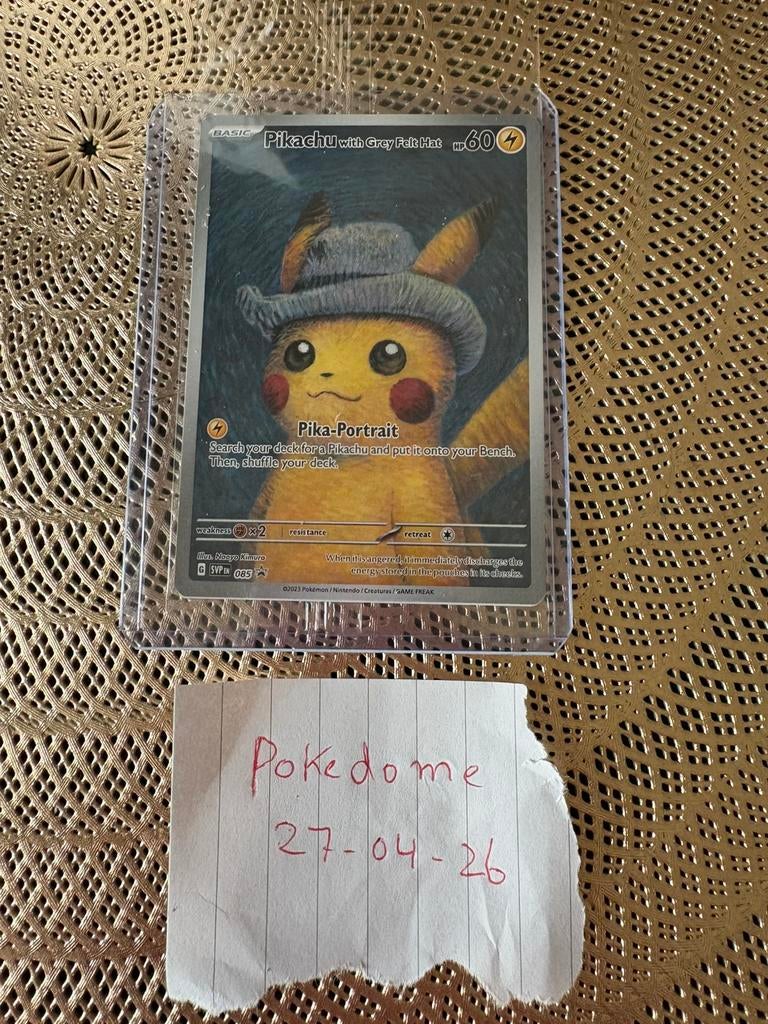 BASIC Pikachu with Grey Felt Hat HP60
Pika-Portrait
Search your deck for a Pikachu and put it onto your Bench.
Then, shuffle your deck.
weakness ×2 resistance retreat
Illus. Naoyo Kimura
When it is angered, it immediately discharges the
energy stored in the pouches in its cheeks.
G SVP EN 085
©2023 Pokémon / Nintendo / Creatures / GAME FREAK
Pokedome
27-04-26